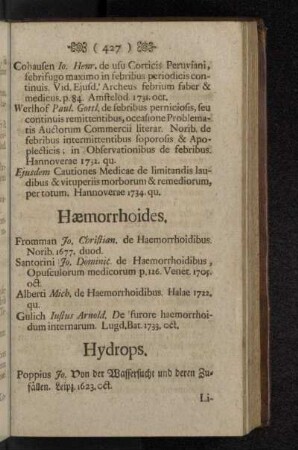 ( 427 )
Cohausen Jo. Henr. de usu Corticis Peruviani,
febrifugo maximo in febribus periodicis con-
tinuis. Vid. Ejusd. Archeus febrium faber &
medicus. p. 84. Amstelod 1731. oct.
Werlhof Paul. Gottl. de febribus perniciosis, seu
continuis remittentibus, occasione Problema-
tis Auctorum Commercii literar. Norib. de
febribus intermittentibus soporosis & Apo-
plecticis; in Observationibus de febribus.
Hannoverae 1732. qu.
Ejusdem Cautiones Medicae de limitandis lau-
dibus & vituperiis morborum & remediorum,
per totum. Hannoverae 1734. qu.
Hæmorrhoides.
Fromman Jo. Christian. de Haemorrhoidibus.
Norib. 1677. duod.
Santorini Jo. Dominic. de Haemorrhoidibus,
Opusculorum medicorum p. 126. Venet. 1705.
oct.
Alberti Mich. de Haemorrhoidibus. Halae 1722.
qu.
Gulich Justus Arnold. De furore haemorrhoi-
dum internarum. Lugd. Bat. 1733. oct.
Hydrops.
Poppius Jo. Von der Wassersucht und deren Zu-
fällen. Leipz. 1623. oct.
Li-